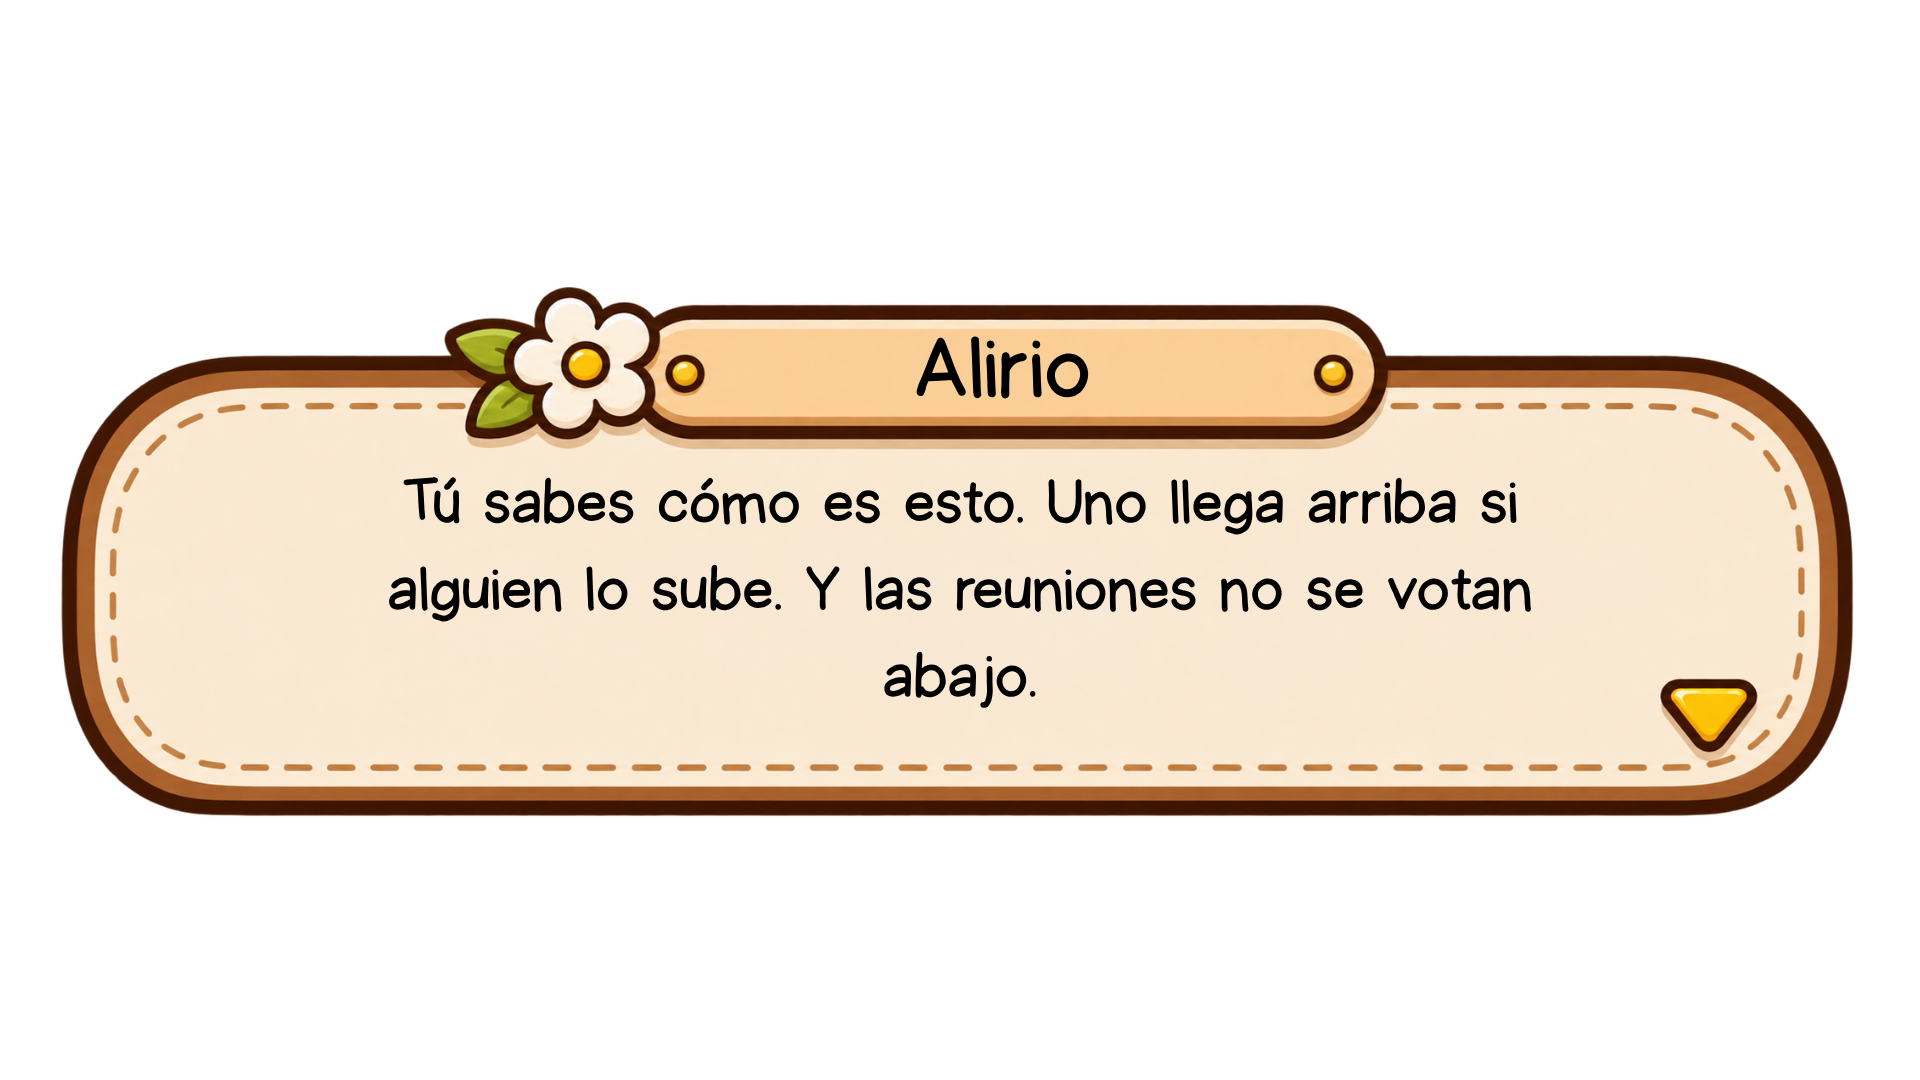 Alirio
Tú sabes cómo es esto. Uno llega arriba si
alguien lo sube. Y las reuniones no se votan
abajo.